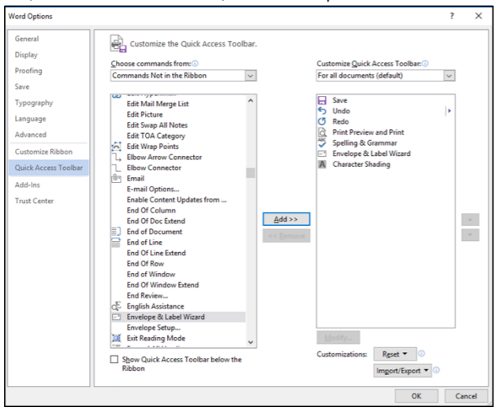 Word Options
?
×
General
Display
Proofing
Save
Typography
Language
Advanced
Customize Ribbon
Quick Access Toolbar
Add-Ins
Trust Center
Customize the Quick Access Toolbar.
Choose commands from:
Commands Not in the Ribbon
Edit Mail Merge List
Edit Picture
Edit Swap All Notes
Edit TOA Category
Edit Wrap Points
Elbow Arrow Connector
Elbow Connector
Email
E-mail Options...
Enable Content Updates from ...
End Of Column
End Of Doc Extend
End of Document
End of Line
End Of Line Extend
End Of Row
End of Window
End Of Window Extend
End Review...
English Assistance
Envelope & Label Wizard
Envelope Setup...
Exit Reading Mode
Show Quick Access Toolbar below the
Ribbon
Add >>
<< Remove
Customize Quick Access Toolbar:
For all documents (default)
Save
Undo
Redo
Print Preview and Print
Spelling & Grammar
Envelope & Label Wizard
Character Shading
Modify...
Customizations:
Reset
Import/Export
OK
Cancel